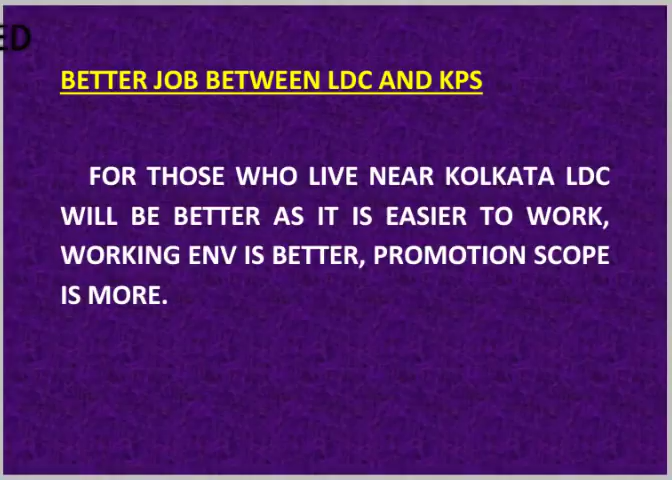 ED
BETTER JOB BETWEEN LDC AND KPS
FOR THOSE WHO LIVE NEAR KOLKATA LDC
WILL BE BETTER AS IT IS EASIER TO WORK,
WORKING ENV IS BETTER, PROMOTION SCOPE
IS MORE.